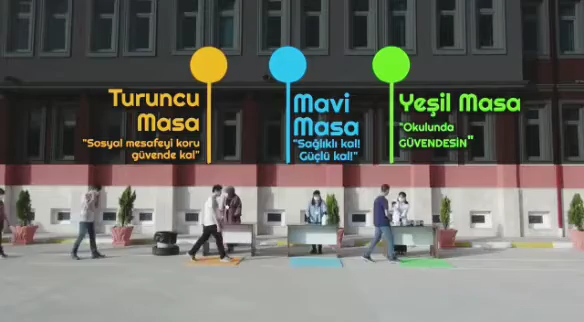 Turuncu
Masa
"Sosyal mesafeyi koru
güvende kal"
Mavi
Masa
"Sağlıklı kal!
Güçlü kal!"
Yeşil Masa
"Okulunda
GÜVENDESİN"